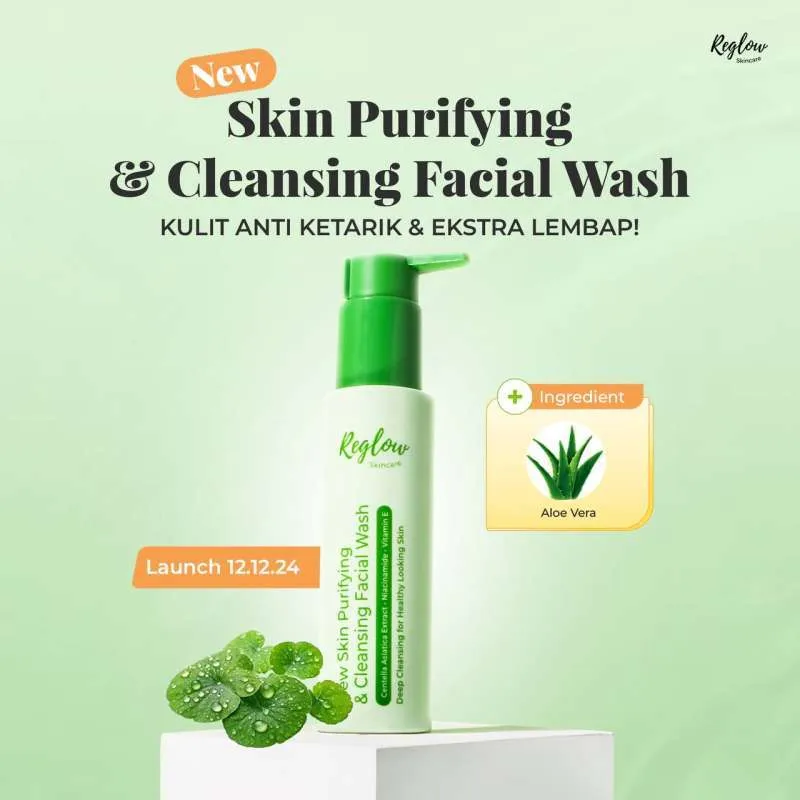 Reglow
Skincare
New
Skin Purifying
& Cleansing Facial Wash
KULIT ANTI KETARIK & EKSTRA LEMBAP!
Ingredient
Aloe Vera
Launch 12.12.24
Reglow
Skincare
ew Skin Purifying
& Cleansing Facial Wash
Centella Asiatica Extract - Niacinamide - Vitamin E
Deep Cleansing for Healthy Looking Skin